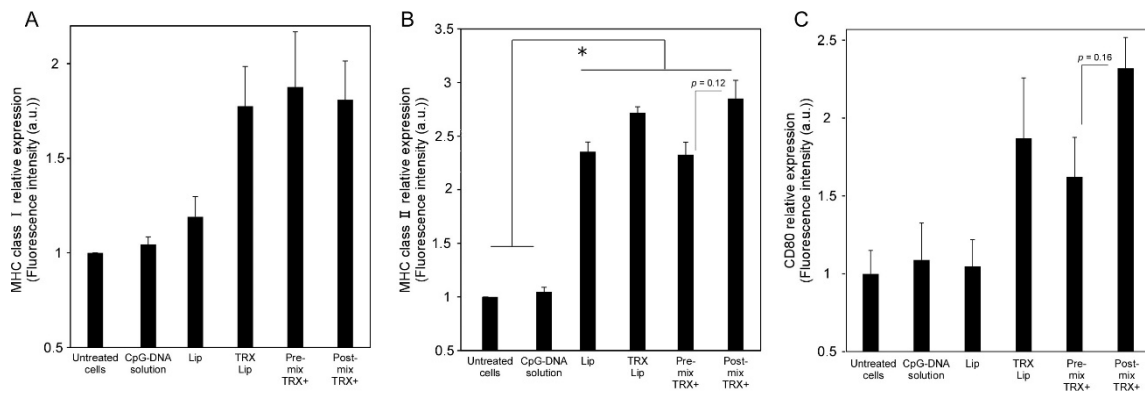 A
MHC class Ⅰ relative expression
(Fluorescence intensity (a.u.))
2
1.5
1
0.5
Untreated
cells
CpG-DNA
solution
Lip
TRX
Lip
Pre-
mix
TRX+
Post-
mix
TRX+
B
MHC class Ⅱ relative expression
(Fluorescence intensity (a.u.))
3.5
3
2.5
2
1.5
1
0.5
*
p = 0.12
Untreated
cells
CpG-DNA
solution
Lip
TRX
Lip
Pre-
mix
TRX+
Post-
mix
TRX+
C
CD80 relative expression
(Fluorescence intensity (a.u.))
2.5
2
1.5
1
0.5
p = 0.16
Untreated
cells
CpG-DNA
solution
Lip
TRX
Lip
Pre-
mix
TRX+
Post-
mix
TRX+